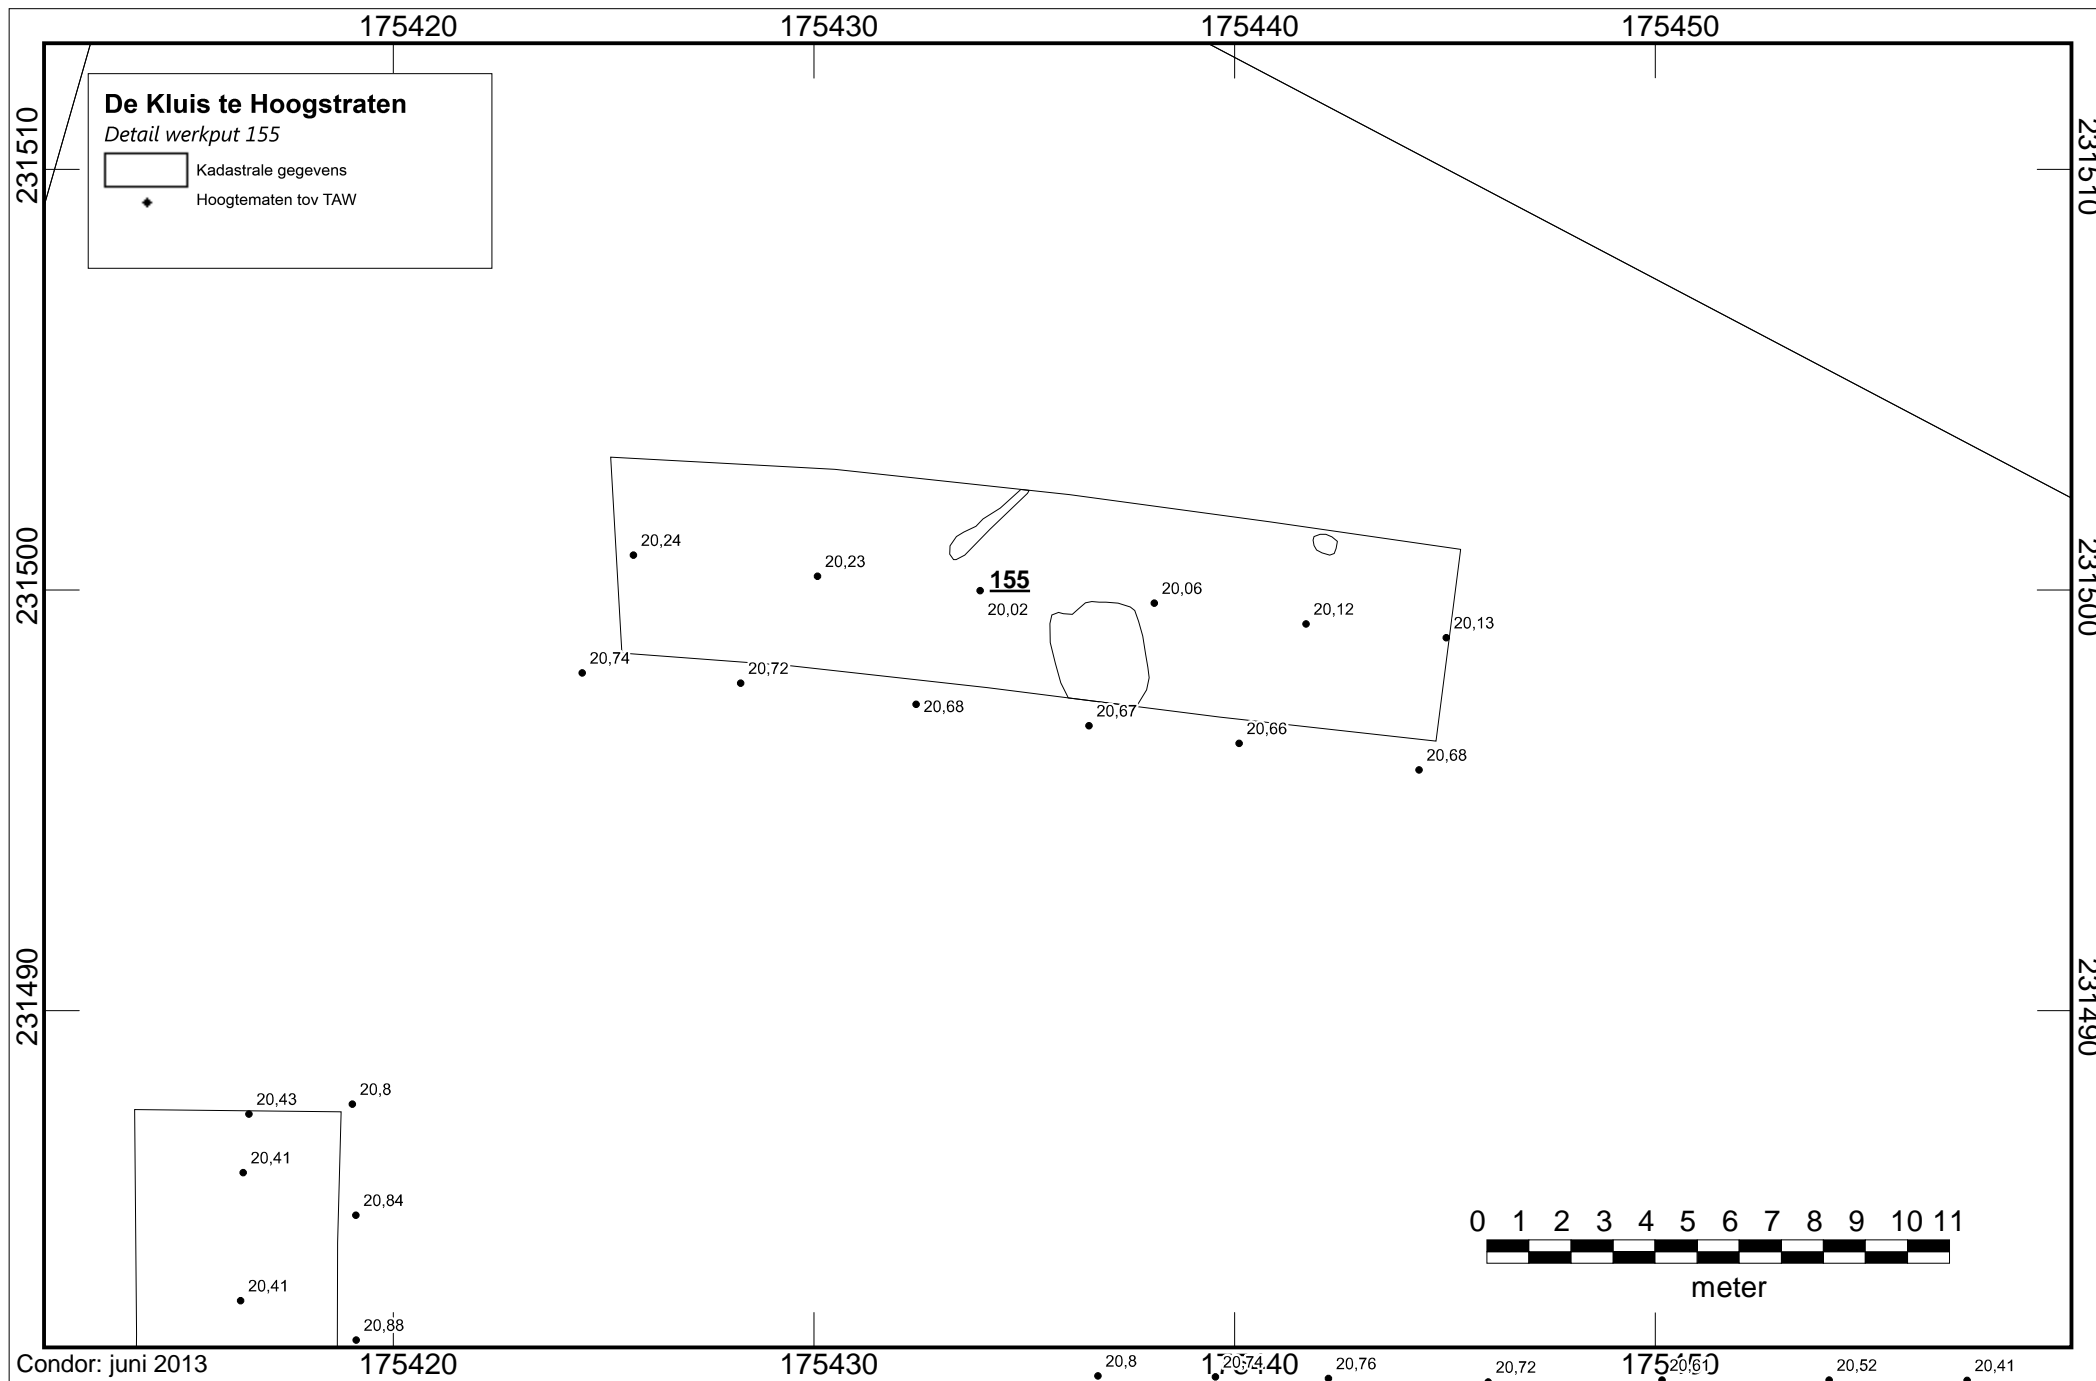 175420 175430 175440 175450
De Kluis te Hoogstraten
Detail werkput 155
Kadastrale gegevens
Hoogtematen tov TAW
231510 231510
20,24
20,23
155
20,02
20,06
20,12
20,13
231500 231500
20,74
20,72
20,68
20,67
20,66
20,68
231490 231490
20,43
20,8
20,41
20,84
20,41
20,88
0 1 2 3 4 5 6 7 8 9 10 11
meter
Condor: juni 2013
175420 175430 175440 175450
20,8 20,74 20,76 20,72 20,61 20,52 20,41